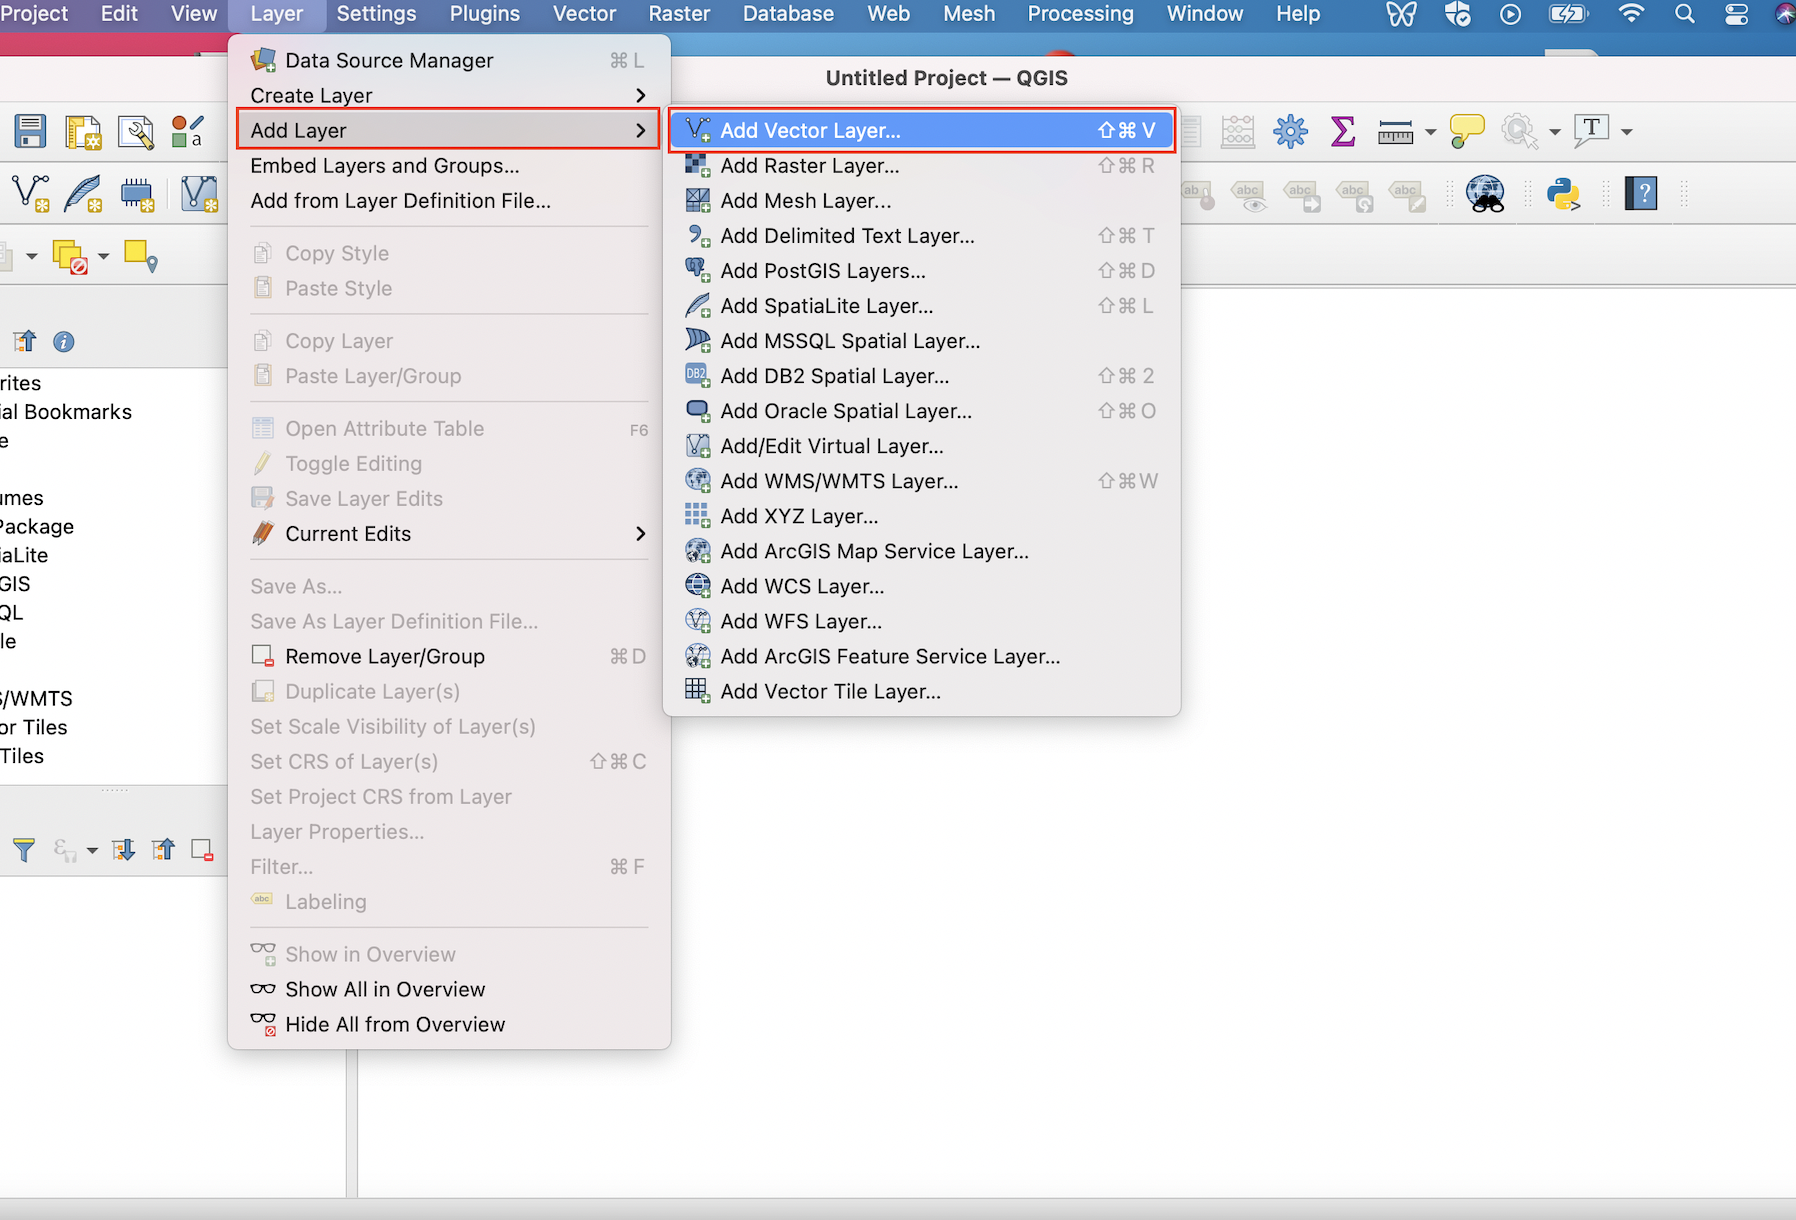 Project Edit View Layer Settings Plugins Vector Raster Database Web Mesh Processing Window Help
Untitled Project — QGIS
Data Source Manager ⌘ L
Create Layer
Add Layer
Embed Layers and Groups...
Add from Layer Definition File...
Copy Style
Paste Style
Copy Layer
Paste Layer/Group
Open Attribute Table F6
Toggle Editing
Save Layer Edits
Current Edits
Save As...
Save As Layer Definition File...
Remove Layer/Group ⌘ D
Duplicate Layer(s)
Set Scale Visibility of Layer(s)
Set CRS of Layer(s) ⇧ ⌘ C
Set Project CRS from Layer
Layer Properties...
Filter... ⌘ F
abc Labeling
Show in Overview
Show All in Overview
Hide All from Overview
Add Vector Layer... ⇧ ⌘ V
Add Raster Layer... ⇧ ⌘ R
Add Mesh Layer...
Add Delimited Text Layer... ⇧ ⌘ T
Add PostGIS Layers... ⇧ ⌘ D
Add SpatiaLite Layer... ⇧ ⌘ L
Add MSSQL Spatial Layer...
DB2 Add DB2 Spatial Layer... ⇧ ⌘ 2
Add Oracle Spatial Layer... ⇧ ⌘ O
Add/Edit Virtual Layer...
Add WMS/WMTS Layer... ⇧ ⌘ W
Add XYZ Layer...
Add ArcGIS Map Service Layer...
Add WCS Layer...
Add WFS Layer...
Add ArcGIS Feature Service Layer...
Add Vector Tile Layer...
a
T
ab abc abc abc abc
?
rites
ial Bookmarks
e
umes
Package
iaLite
GIS
QL
le
S/WMTS
or Tiles
Tiles